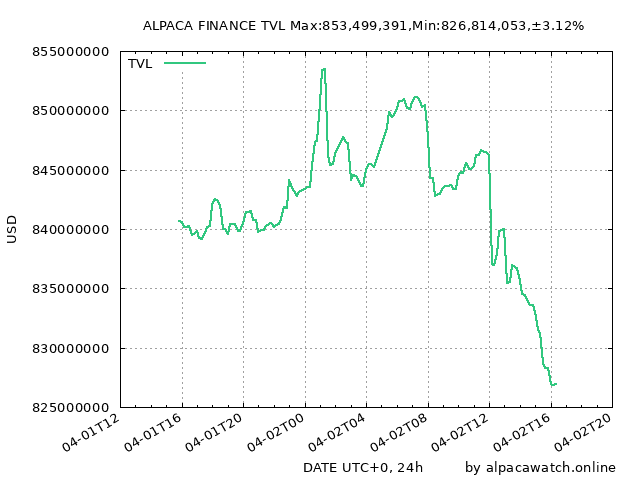 ALPACA FINANCE TVL Max:853,499,391,Min:826,814,053,±3.12%
855000000
TVL
850000000
845000000
840000000
835000000
830000000
825000000
USD
04-01T12
04-01T16
04-01T20
04-02T00
04-02T04
04-02T08
04-02T12
04-02T16
04-02T20
DATE UTC+0, 24h
by alpacawatch.online